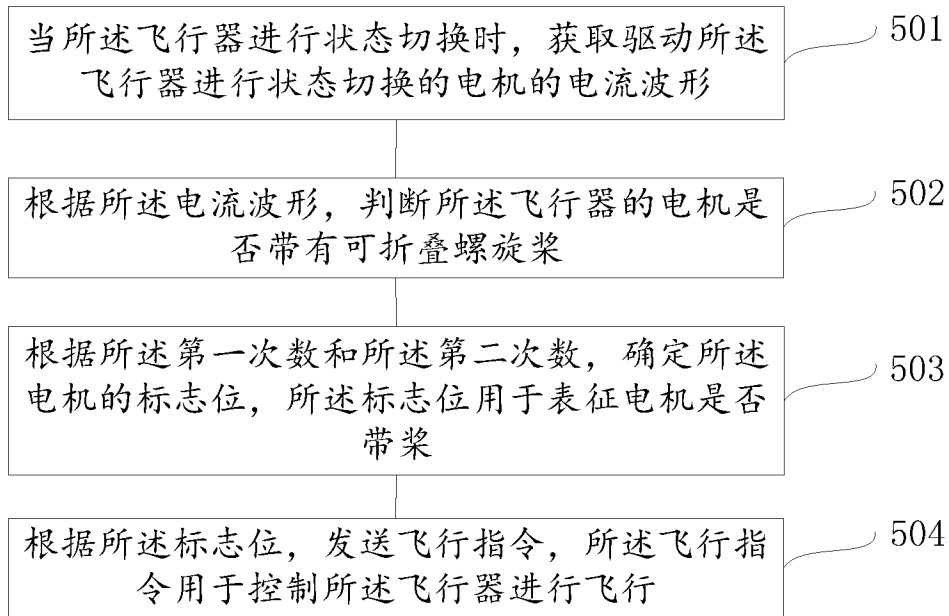 当所述飞行器进行状态切换时，获取驱动所述
飞行器进行状态切换的电机的电流波形
501
根据所述电流波形，判断所述飞行器的电机是
否带有可折叠螺旋桨
502
根据所述第一次数和所述第二次数，确定所述
电机的标志位，所述标志位用于表征电机是否
带桨
503
根据所述标志位，发送飞行指令，所述飞行指
令用于控制所述飞行器进行飞行
504